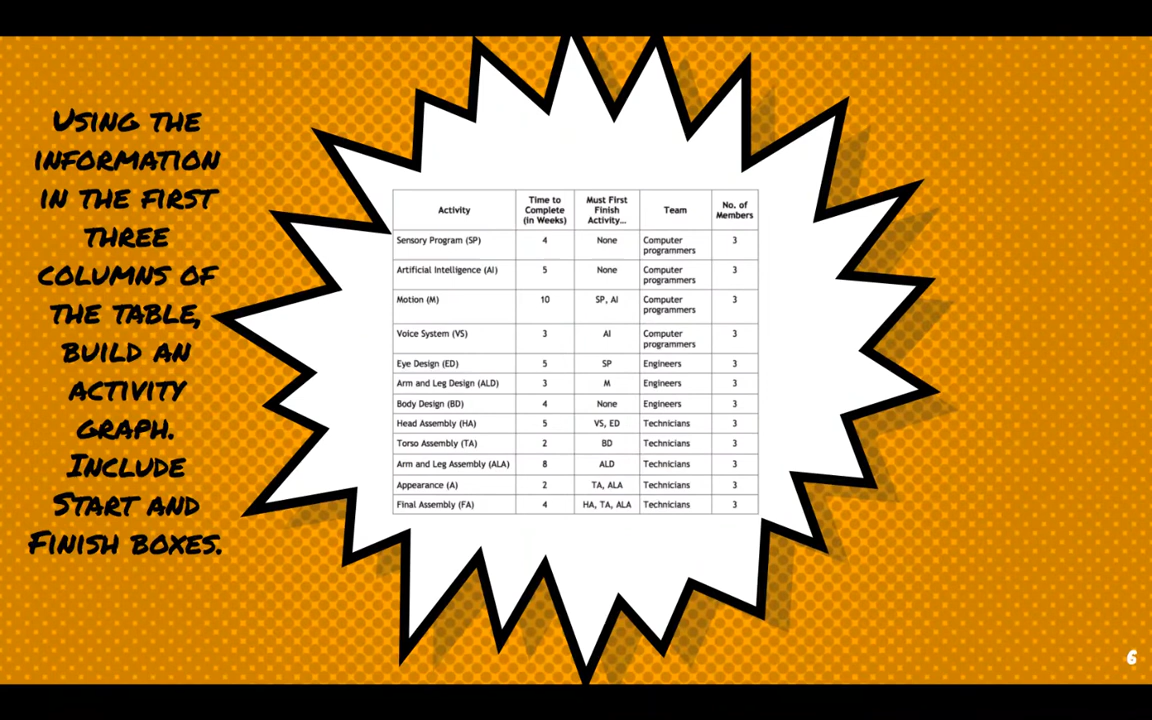 Using the
information
in the first
three
columns of
the table,
build an
activity
graph.
Include
Start and
Finish boxes.
Activity Time to Complete (in Weeks) Must First Finish Activity... Team No. of Members
Sensory Program (SP) 4 None Computer programmers 3
Artificial Intelligence (AI) 5 None Computer programmers 3
Motion (M) 10 SP, AI Computer programmers 3
Voice System (VS) 3 AI Computer programmers 3
Eye Design (ED) 5 SP Engineers 3
Arm and Leg Design (ALD) 3 M Engineers 3
Body Design (BD) 4 None Engineers 3
Head Assembly (HA) 5 VS, ED Technicians 3
Torso Assembly (TA) 2 BD Technicians 3
Arm and Leg Assembly (ALA) 8 ALD Technicians 3
Appearance (A) 2 TA, ALA Technicians 3
Final Assembly (FA) 4 HA, TA, ALA Technicians 3
6